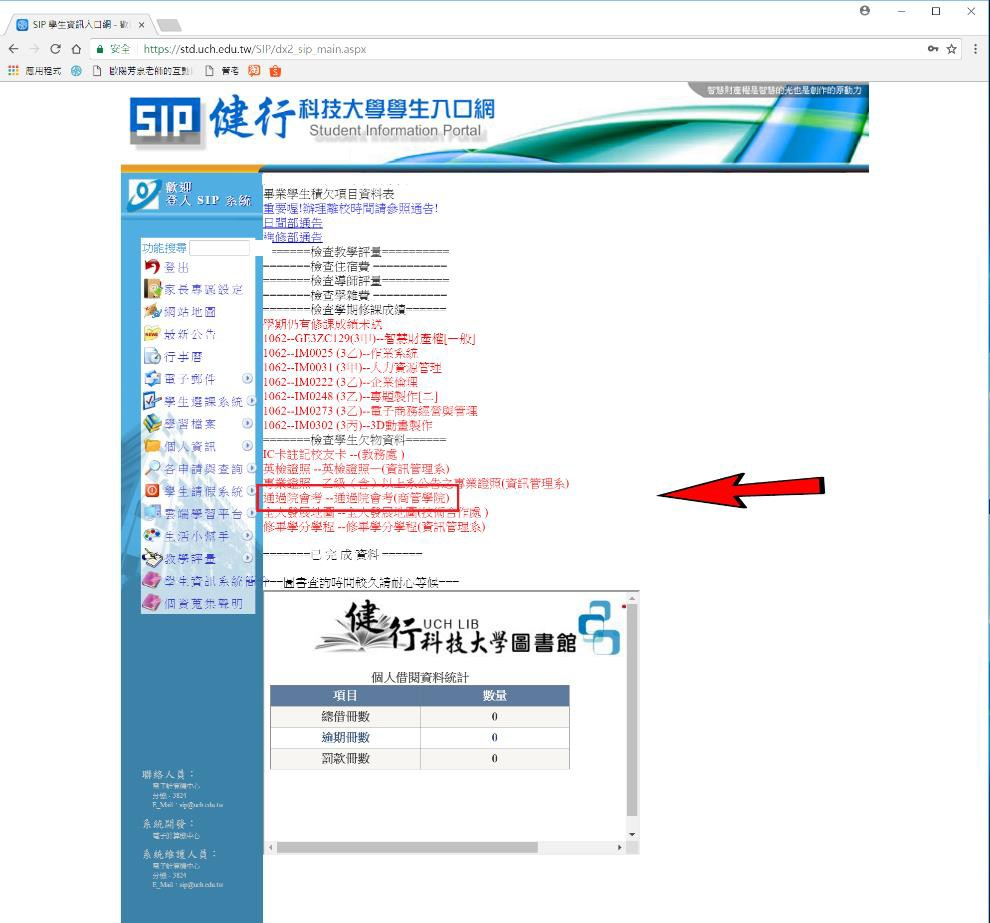 SIP 學生資訊入口網 - 歡
安全 https://std.uch.edu.tw/SIP/dx2_sip_main.aspx
應用程式 歐陽芳泉老師的互動 菁考
智慧財產權是智慧的光也是創作的原動力
SIP 健行科技大學學生入口網
Student Information Portal
歡迎
登入 SIP 系統
功能搜尋
登出
家長專區設定
網站地圖
最新公告
行事曆
電子郵件
學生選課系統
學習檔案
個人資訊
各申請與查詢
學生請假系統
雲端學習平台
生活小幫手
教學評量
學生資訊系統簡介
個資蒐集聲明
聯絡人員：
電子計算機中心
分機：3824
E_Mail：sip@uch.edu.tw
系統開發：
電子計算機中心
系統維護人員：
電子計算機中心
分機：3824
E_Mail：sip@uch.edu.tw
畢業學生積欠項目資料表
重要喔!辦理離校時間請參照通告!
日間部通告
進修部通告
======檢查教學評量==========
=======檢查住宿費 ===========
=======檢查導師評量==========
=======檢查學雜費 ===========
=======檢查學期修課成績======
學期仍有修課成績未送
1062--GE3ZC129(3甲)--智慧財產權[一般]
1062--IM0025 (3乙)--作業系統
1062--IM0031 (3甲)--人力資源管理
1062--IM0222 (3乙)--企業倫理
1062--IM0248 (3乙)--專題製作[二]
1062--IM0273 (3乙)--電子商務經營與管理
1062--IM0302 (3丙)--3D動畫製作
=======檢查學生欠物資料======
IC卡註記校友卡 --(教務處 )
英檢證照 --英檢證照一(資訊管理系)
專業證照 --乙級（含）以上系公告之專業證照(資訊管理系)
通過院會考 --通過院會考(商管學院)
全人發展地圖 --全人發展地圖(技術合作處 )
修畢學分學程 --修畢學分學程(資訊管理系)
=======已 完 成 資料 ======
==圖書查詢時間較久請耐心等候===
健行科技大學圖書館
UCH LIB
個人借閱資料統計
項目 數量
總借冊數 0
逾期冊數 0
罰款冊數 0